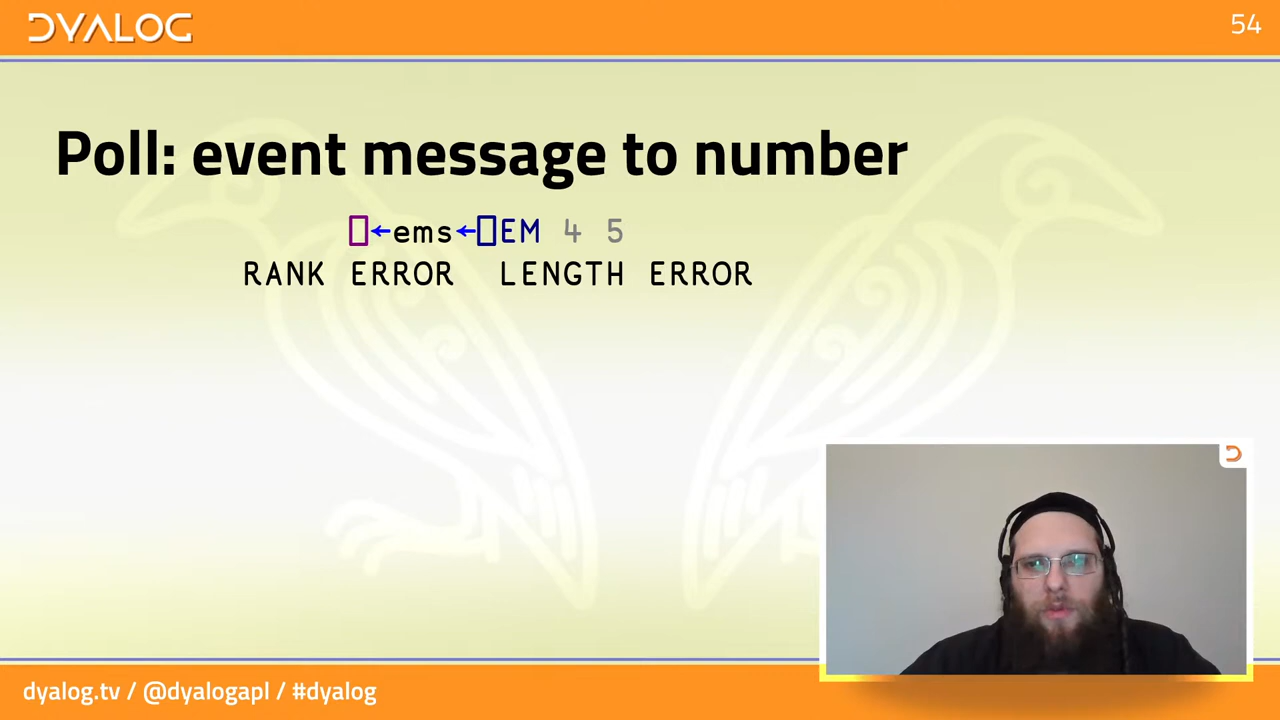 DYALOG
54
Poll: event message to number
⎕←ems←⎕EM 4 5
RANK ERROR  LENGTH ERROR
dyalog.tv / @dyalogapl / #dyalog